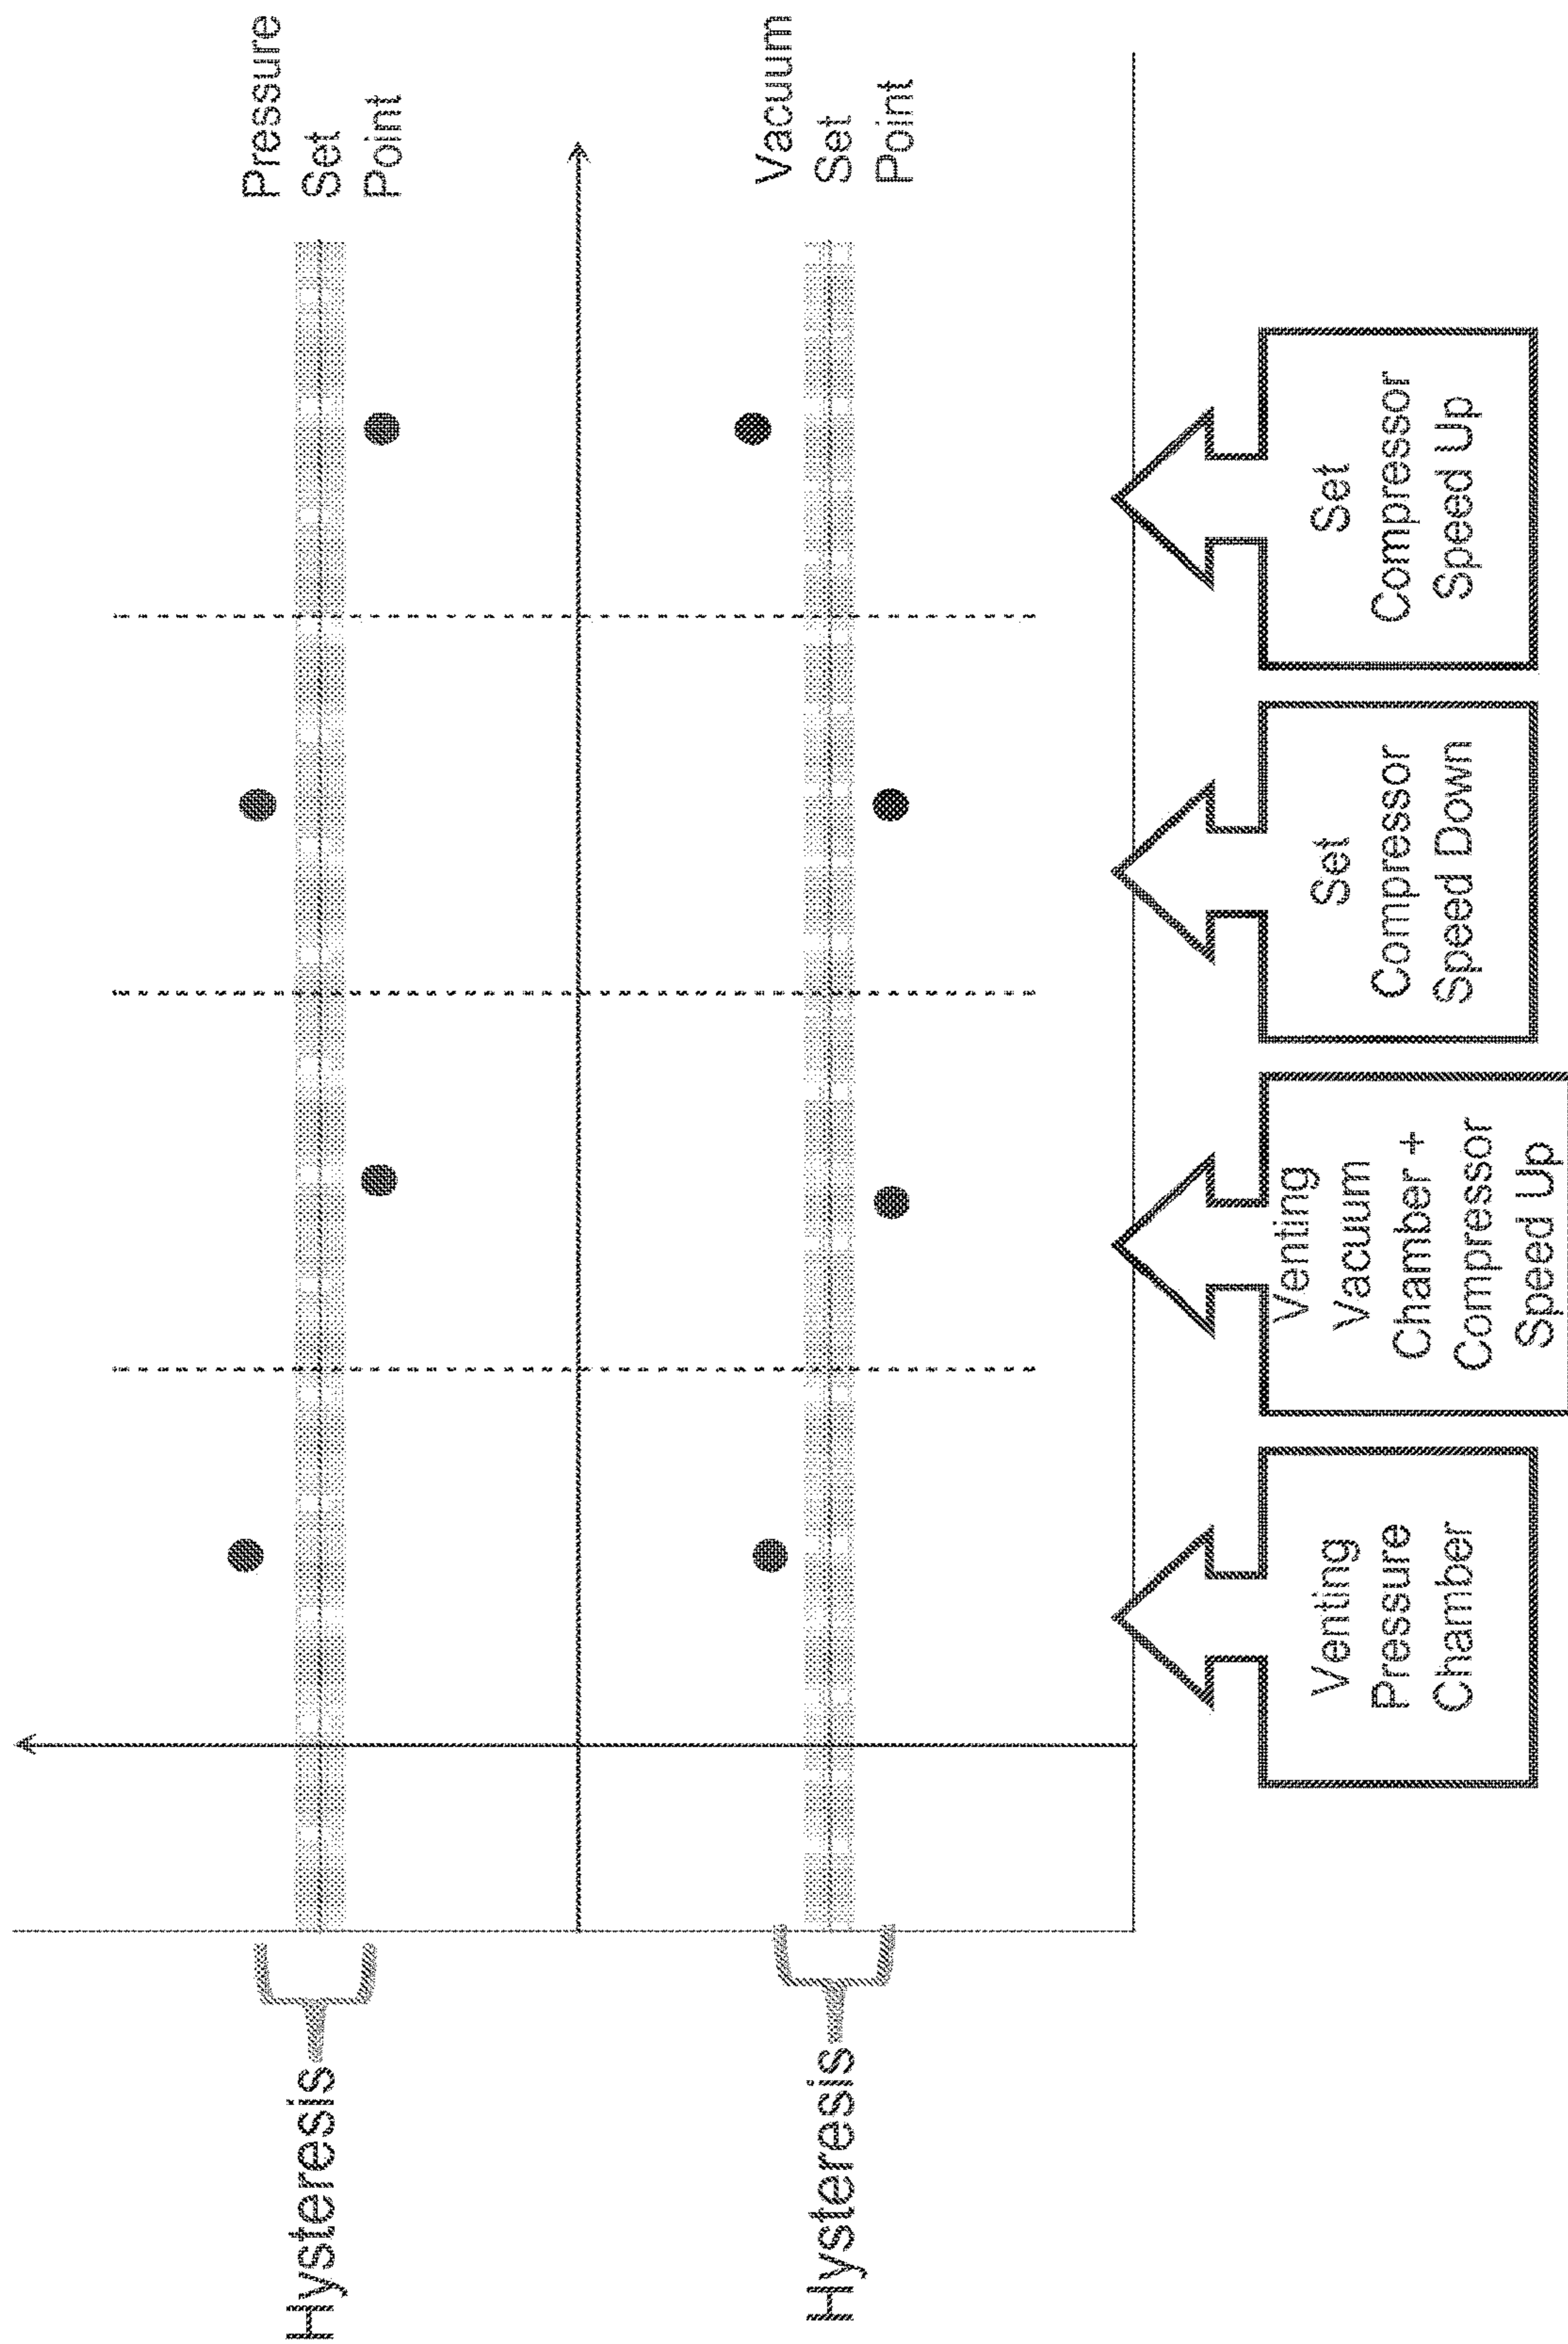 Pressure
Set
Point
Vacuum
Set
Point
Hysteresis
Hysteresis
Venting
Pressure
Chamber
Venting
Vacuum
Chamber +
Compressor
Speed Up
Set
Compressor
Speed Down
Set
Compressor
Speed Up